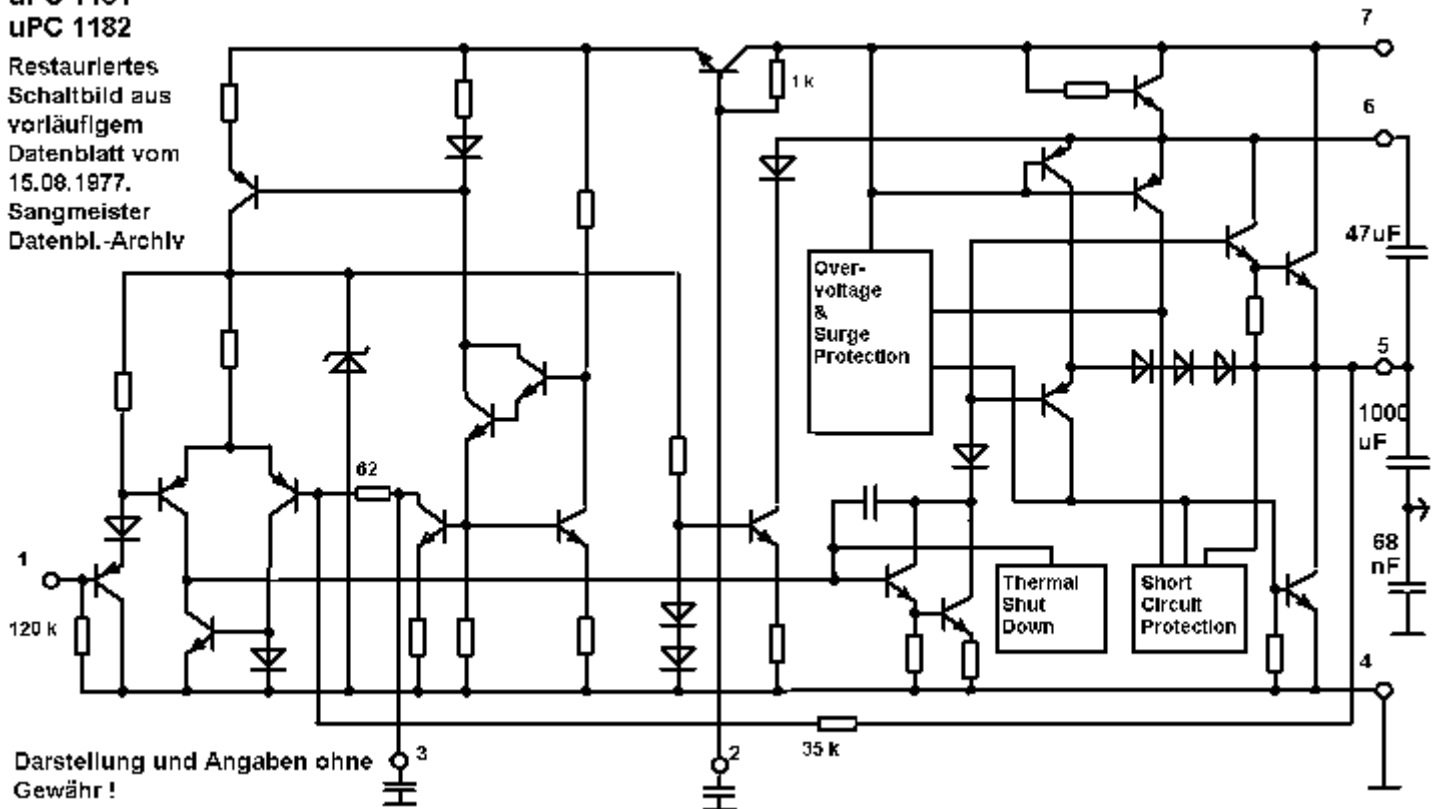 uPC 1182
Restauriertes
Schaltbild aus
vorläufigem
Datenblatt vom
15.08.1977.
Sangmeister
Datenbl.-Archiv
7
1 k
6
47uF
Over-
voltage
&
Surge
Protection
5
1000
uF
62
68
nF
1
120 k
Thermal
Shut
Down
Short
Circuit
Protection
4
35 k
3
2
Darstellung und Angaben ohne
Gewähr !